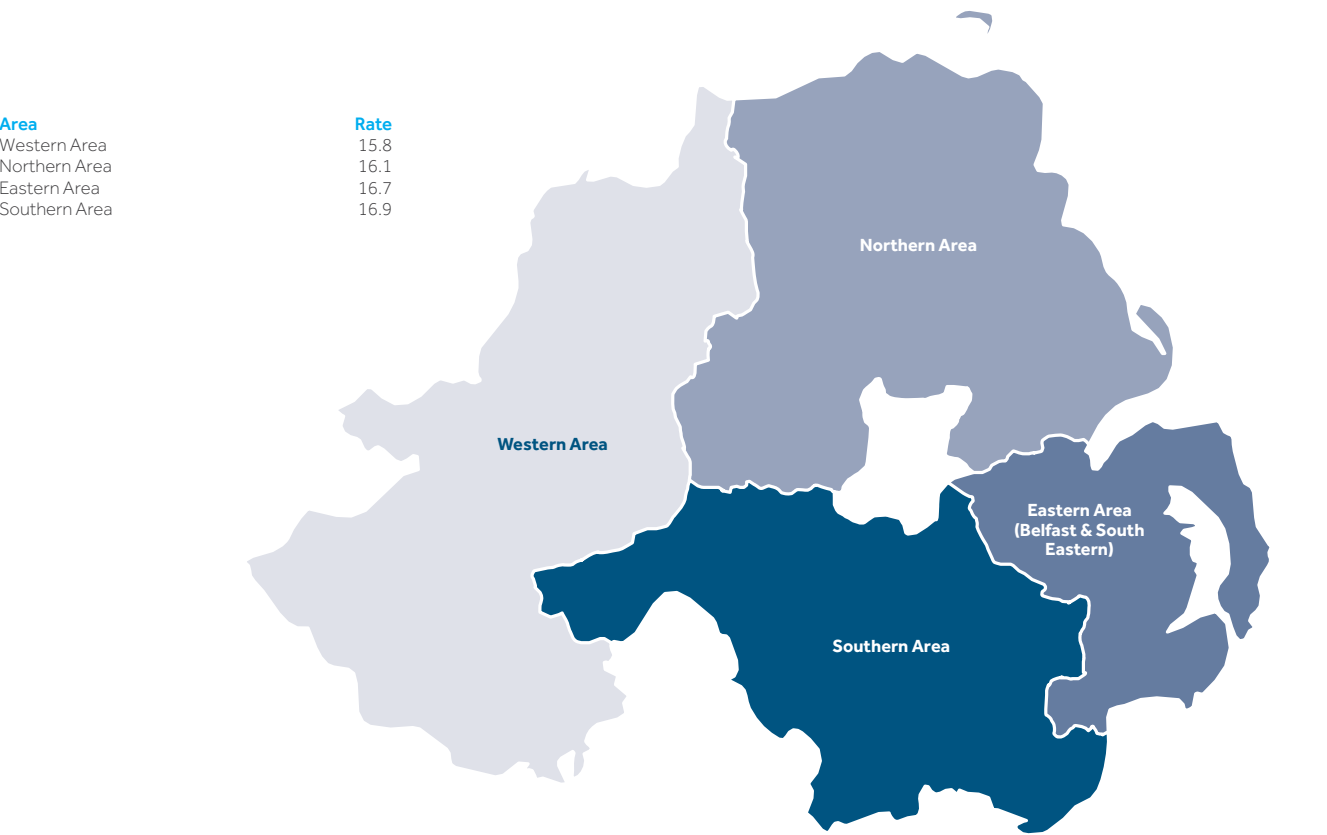 Area Rate
Western Area 15.8
Northern Area 16.1
Eastern Area 16.7
Southern Area 16.9
Northern Area
Western Area
Eastern Area
(Belfast & South
Eastern)
Southern Area